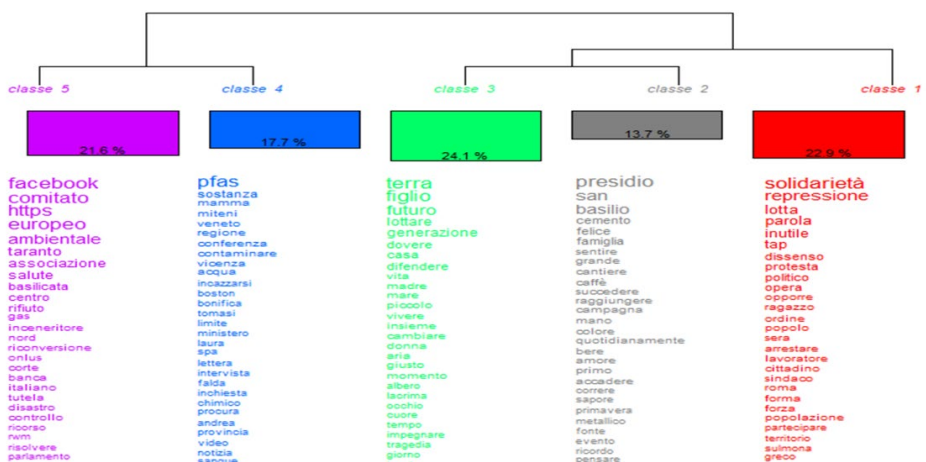 classe 5
classe 4
classe 3
classe 2
classe 1
21.6 %
17.7 %
24.1 %
13.7 %
22.9 %
facebook
comitato
https
europeo
ambientale
taranto
associazione
salute
basilicata
centro
rifiuto
gas
inceneritore
nord
riconversione
onlus
corte
banca
italiano
tutela
disastro
controllo
ricorso
rwm
risolvere
parlamento
pfas
sostanza
mamma
miteni
veneto
regione
conferenza
contaminare
vicenza
acqua
incazzarsi
boston
bonifica
tomasi
limite
ministero
laura
spa
lettera
intervista
falda
inchiesta
chimico
procura
andrea
provincia
video
notizia
sangue
terra
figlio
futuro
lottare
generazione
dovere
casa
difendere
vita
madre
mare
piccolo
vivere
insieme
cambiare
donna
aria
giusto
momento
albero
lacrima
occhio
cuore
tempo
impegnare
tragedia
giorno
presidio
san
basilio
cemento
felice
famiglia
sentire
grande
cantiere
caffè
succedere
raggiungere
campagna
mano
colore
quotidianamente
bere
amore
primo
accadere
correre
sapore
primavera
metallico
fonte
evento
ricordo
pensare
solidarietà
repressione
lotta
parola
inutile
tap
dissenso
protesta
politico
opera
opporre
ragazzo
ordine
popolo
sera
arrestare
lavoratore
cittadino
sindaco
roma
forma
forza
popolazione
partecipare
territorio
sulmona
greco